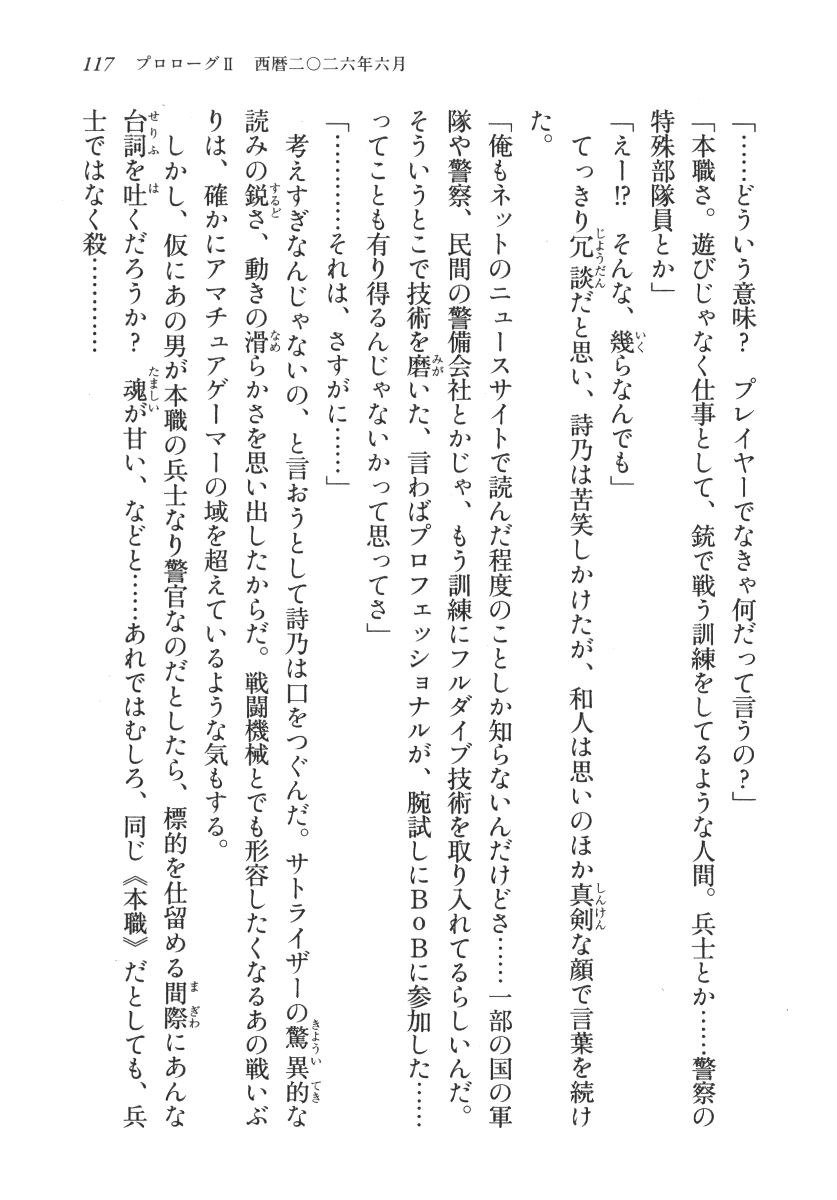 117　プロローグⅡ　西暦二〇二六年六月
「……どういう意味？　プレイヤーでなきゃ何だって言うの？」
「本職さ。遊びじゃなく仕事として、銃で戦う訓練をしてるような人間。兵士とか……警察の
特殊部隊員とか」
「えー!?　そんな、幾らなんでも」
　てっきり冗談だと思い、詩乃は苦笑しかけたが、和人は思いのほか真剣な顔で言葉を続け
た。
「俺もネットのニュースサイトで読んだ程度のことしか知らないんだけどさ……一部の国の軍
隊や警察、民間の警備会社とかじゃ、もう訓練にフルダイブ技術を取り入れてるらしいんだ。
そういうとこで技術を磨いた、言わばプロフェッショナルが、腕試しにＢｏＢに参加した……
ってことも有り得るんじゃないかって思ってさ」
「…………それは、さすがに……」
　考えすぎなんじゃないの、と言おうとして詩乃は口をつぐんだ。サトライザーの驚異的な
読みの鋭さ、動きの滑らかさを思い出したからだ。戦闘機械とでも形容したくなるあの戦いぶ
りは、確かにアマチュアゲーマーの域を超えているような気もする。
　しかし、仮にあの男が本職の兵士なり警官なのだとしたら、標的を仕留める間際にあんな
台詞を吐くだろうか？　魂が甘い、などと……あれではむしろ、同じ《本職》だとしても、兵
士ではなく殺…………